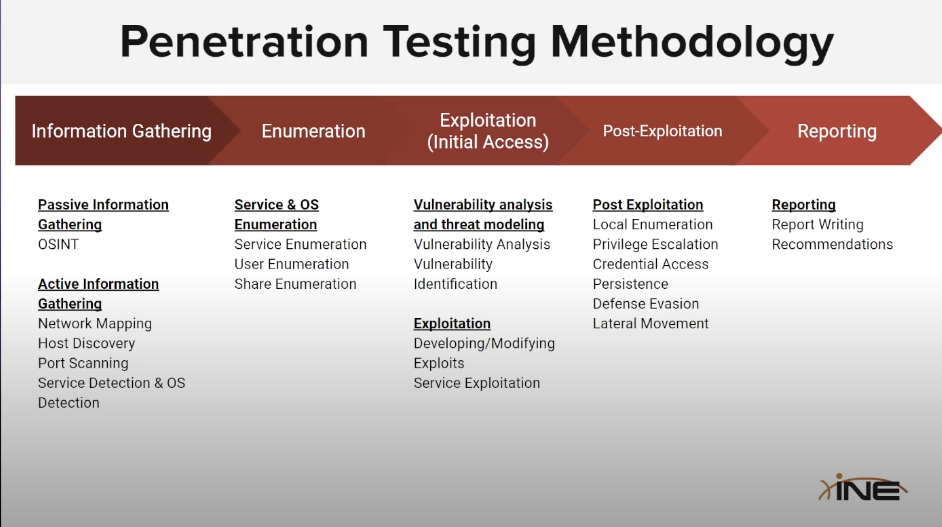 Penetration Testing Methodology
Information Gathering
Enumeration
Exploitation
(Initial Access)
Post-Exploitation
Reporting
Passive Information
Gathering
OSINT
Active Information
Gathering
Network Mapping
Host Discovery
Port Scanning
Service Detection & OS
Detection
Service & OS
Enumeration
Service Enumeration
User Enumeration
Share Enumeration
Vulnerability analysis
and threat modeling
Vulnerability Analysis
Vulnerability
Identification
Exploitation
Developing/Modifying
Exploits
Service Exploitation
Post Exploitation
Local Enumeration
Privilege Escalation
Credential Access
Persistence
Defense Evasion
Lateral Movement
Reporting
Report Writing
Recommendations
INE